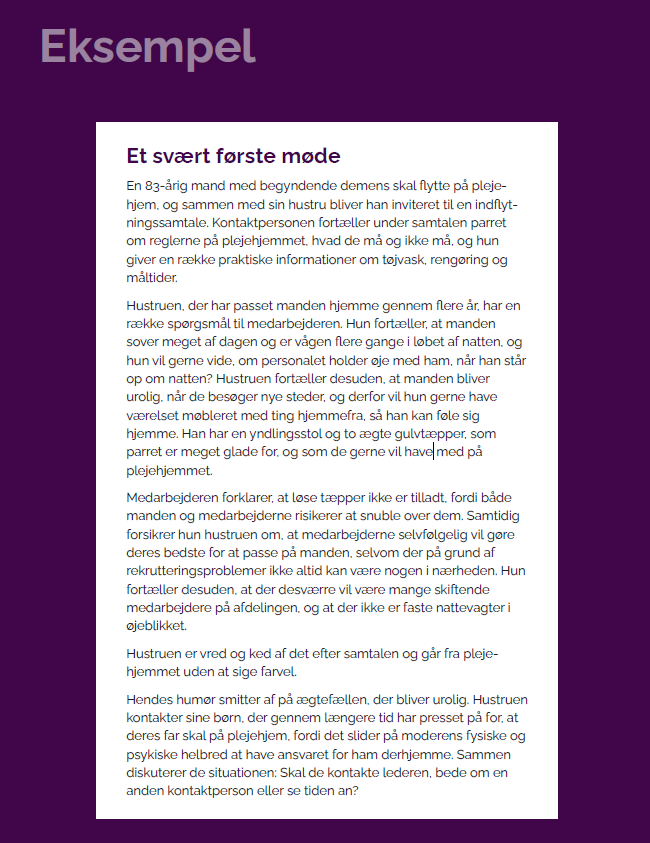 Eksempel
Et svært første møde
En 83-årig mand med begyndende demens skal flytte på pleje-
hjem, og sammen med sin hustru bliver han inviteret til en indflyt-
ningssamtale. Kontaktpersonen fortæller under samtalen parret
om reglerne på plejehjemmet, hvad de må og ikke må, og hun
giver en række praktiske informationer om tøjvask, rengøring og
måltider.
Hustruen, der har passet manden hjemme gennem flere år, har en
række spørgsmål til medarbejderen. Hun fortæller, at manden
sover meget af dagen og er vågen flere gange i løbet af natten, og
hun vil gerne vide, om personalet holder øje med ham, når han står
op om natten? Hustruen fortæller desuden, at manden bliver
urolig, når de besøger nye steder, og derfor vil hun gerne have
værelset møbleret med ting hjemmefra, så han kan føle sig
hjemme. Han har en yndlingsstol og to ægte gulvtæpper, som
parret er meget glade for, og som de gerne vil have med på
plejehjemmet.
Medarbejderen forklarer, at løse tæpper ikke er tilladt, fordi både
manden og medarbejderne risikerer at snuble over dem. Samtidig
forsikrer hun hustruen om, at medarbejderne selvfølgelig vil gøre
deres bedste for at passe på manden, selvom der på grund af
rekrutteringsproblemer ikke altid kan være nogen i nærheden. Hun
fortæller desuden, at der desværre vil være mange skiftende
medarbejdere på afdelingen, og at der ikke er faste nattevagter i
øjeblikket.
Hustruen er vred og ked af det efter samtalen og går fra pleje-
hjemmet uden at sige farvel.
Hendes humør smitter af på ægtefællen, der bliver urolig. Hustruen
kontakter sine børn, der gennem længere tid har presset på for, at
deres far skal på plejehjem, fordi det slider på moderens fysiske og
psykiske helbred at have ansvaret for ham derhjemme. Sammen
diskuterer de situationen: Skal de kontakte lederen, bede om en
anden kontaktperson eller se tiden an?